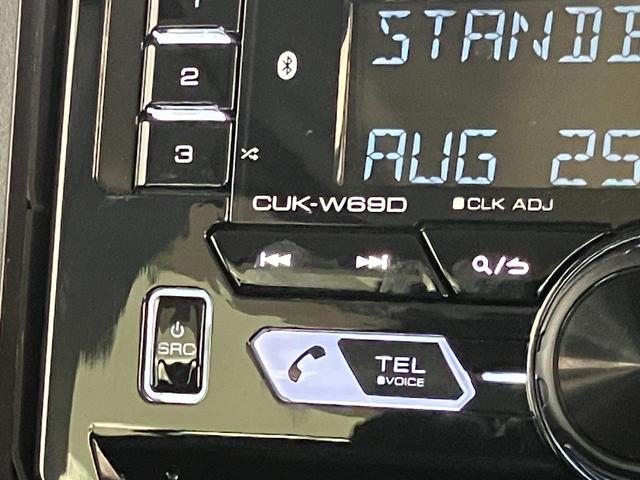 STANDB
2
3
AUG 25
CUK-W69D
CLK ADJ
SRC
TEL
VOICE